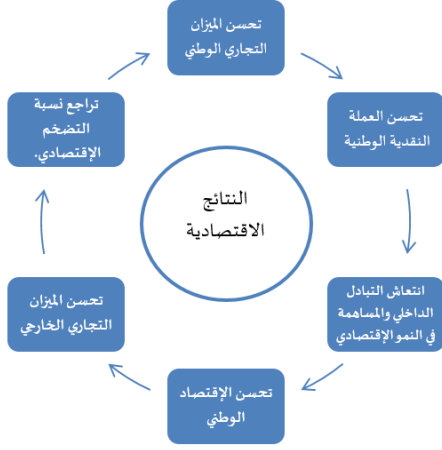 تحسن الميزان
التجاري الوطني
تحسن العملة
النقدية الوطنية
انتعاش التبادل
الداخلي والمساهمة
في النمو الإقتصادي
تحسن الإقتصاد
الوطني
تحسن الميزان
التجاري الخارجي
تراجع نسبة
التضخم
الإقتصادي.
النتائج
الاقتصادية